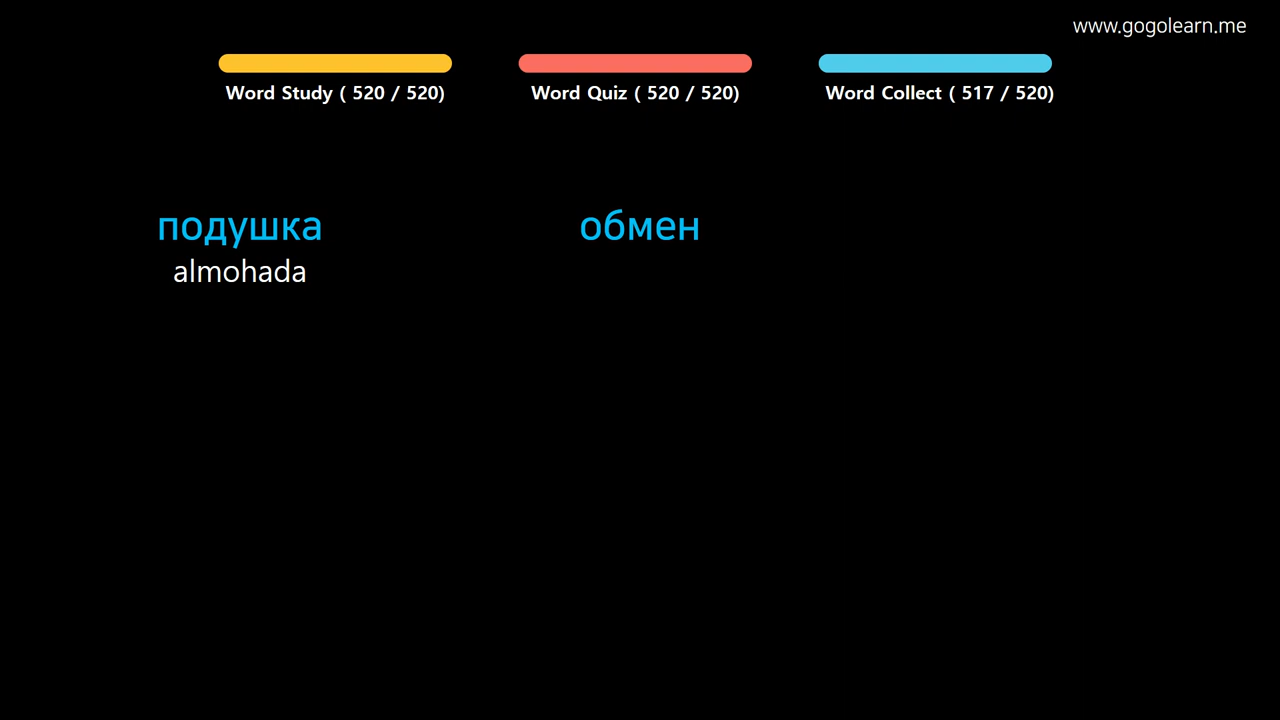 www.gogolearn.me
Word Study ( 520 / 520)
Word Quiz ( 520 / 520)
Word Collect ( 517 / 520)
подушка
almohada
обмен